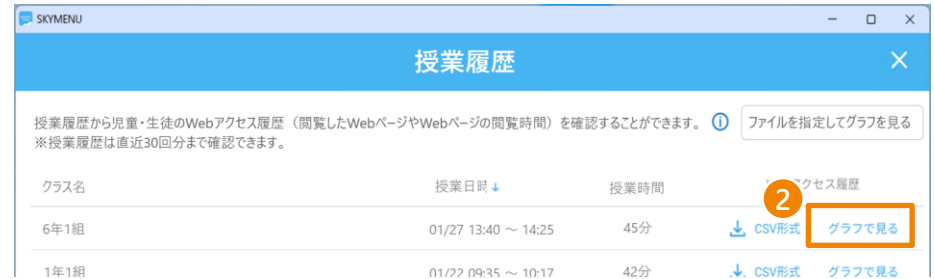 SKYMENU
授業履歴
授業履歴から児童・生徒のWebアクセス履歴（閲覧したWebページやWebページの閲覧時間）を確認することができます。
ファイルを指定してグラフを見る
※授業履歴は直近30回分まで確認できます。
クラス名 授業日時↓ 授業時間 アクセス履歴
2
6年1組 01/27 13:40 ～ 14:25 45分 CSV形式 グラフで見る
1年1組 01/22 09:35 ～ 10:17 42分 CSV形式 グラフで見る